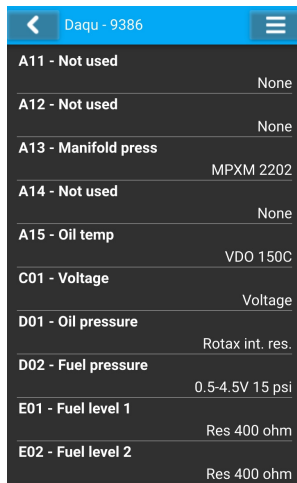 Daqu - 9386
A11 - Not used
None
A12 - Not used
None
A13 - Manifold press
MPXM 2202
A14 - Not used
None
A15 - Oil temp
VDO 150C
C01 - Voltage
Voltage
D01 - Oil pressure
Rotax int. res.
D02 - Fuel pressure
0.5-4.5V 15 psi
E01 - Fuel level 1
Res 400 ohm
E02 - Fuel level 2
Res 400 ohm